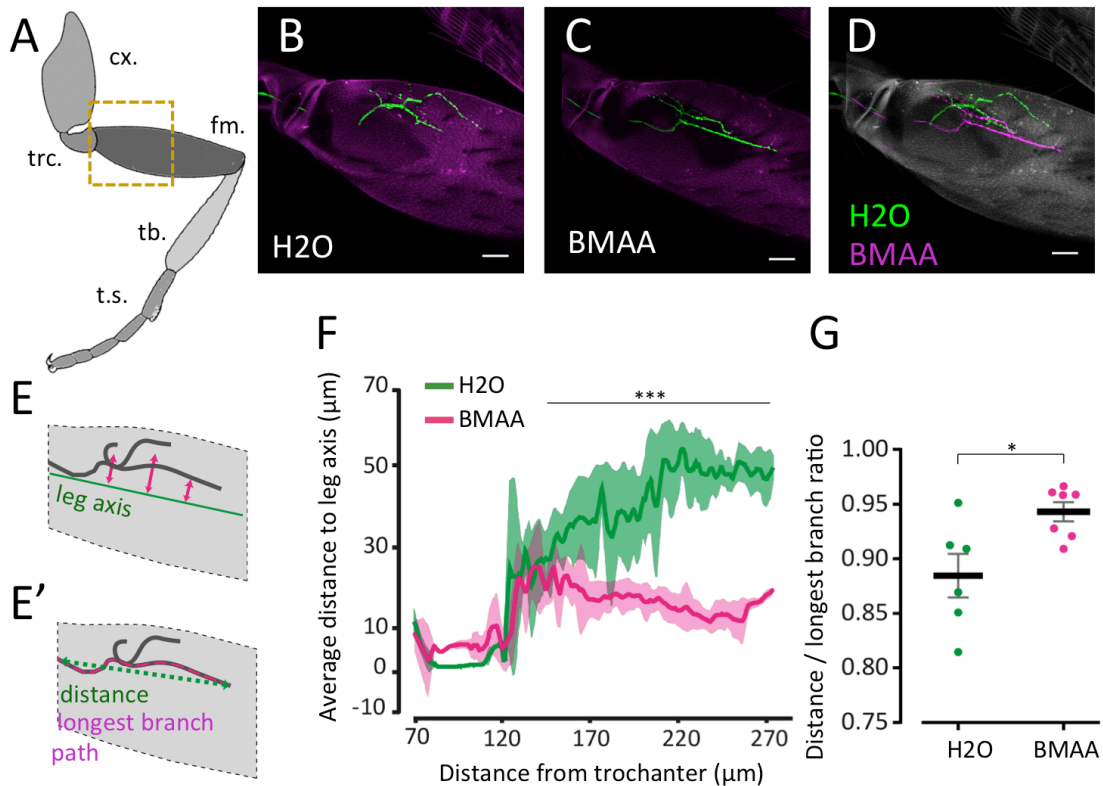 A
cx.
fm.
trc.
tb.
t.s.
B
H2O
C
BMAA
D
H2O
BMAA
E
leg axis
E’
distance
longest branch
path
F
H2O
BMAA
***
Average distance to leg axis (µm)
70
50
30
10
0
-10
70
120
170
220
270
Distance from trochanter (µm)
G
*
Distance / longest branch ratio
1.00
0.95
0.90
0.85
0.80
0.75
H2O
BMAA